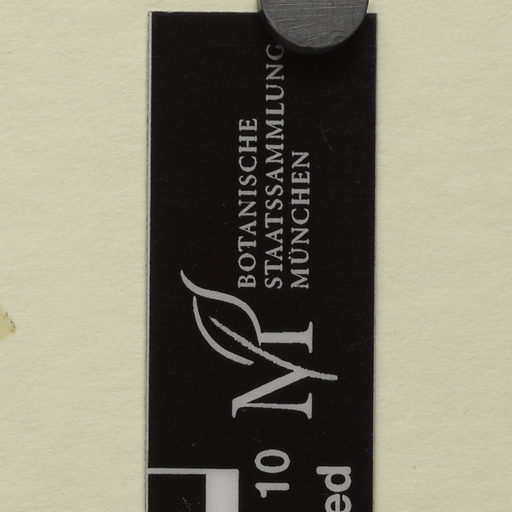 BOTANISCHE
STAATSSAMMLUNG
MÜNCHEN
M
10
ed